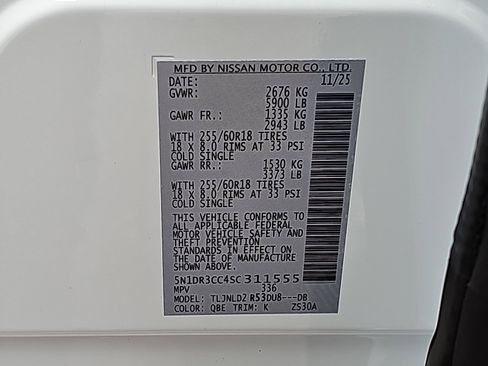 MFD BY NISSAN MOTOR CO., LTD.
DATE: 11/25
GVWR: 2676 KG
5900 LB
GAWR FR.: 1335 KG
2943 LB
WITH 255/60R18 TIRES
18 X 8.0 RIMS AT 33 PSI
COLD SINGLE
GAWR RR.: 1530 KG
3373 LB
WITH 255/60R18 TIRES
18 X 8.0 RIMS AT 33 PSI
COLD SINGLE
THIS VEHICLE CONFORMS TO
ALL APPLICABLE FEDERAL
MOTOR VEHICLE SAFETY
AND THEFT PREVENTION
STANDARDS IN EFFECT ON
THE DATE OF MANUFACTURE
SHOWN ABOVE.
5N1DR3CC4SC311555
MPV 336
MODEL: TLJNLD2 R53DU8---DB
COLOR: QBE TRIM: K ZS30A